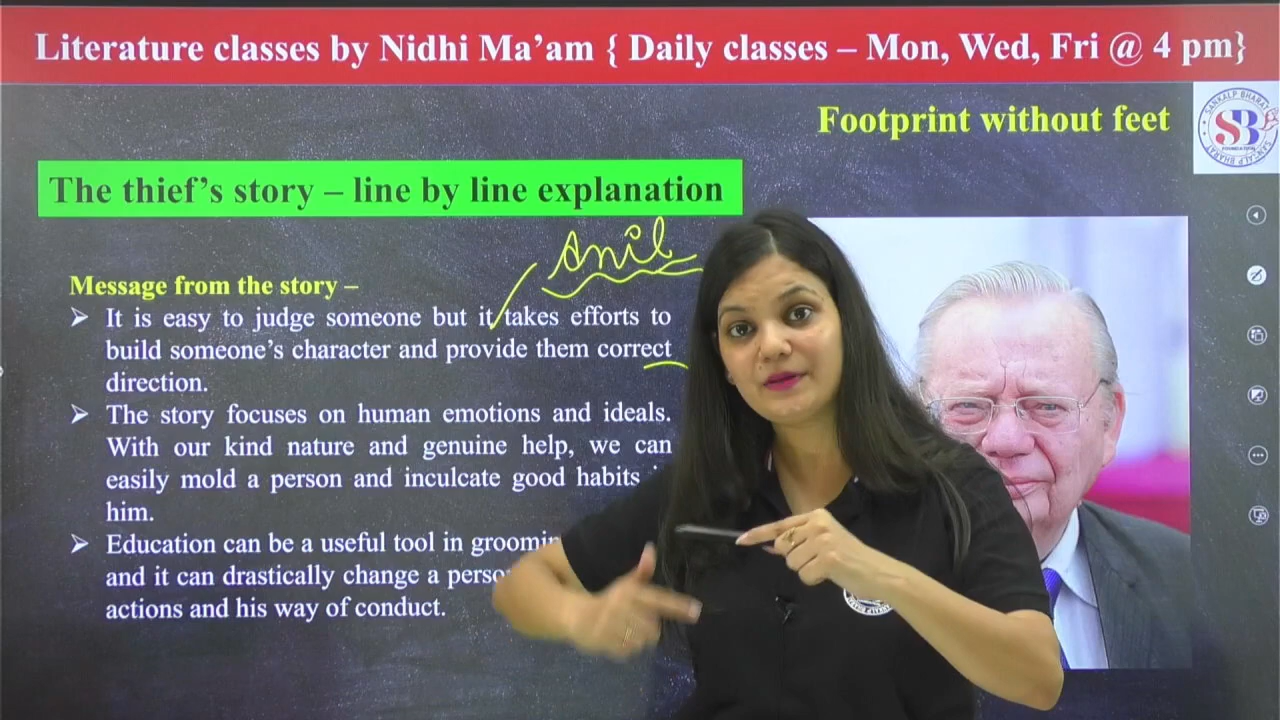 Literature classes by Nidhi Ma’am { Daily classes – Mon, Wed, Fri @ 4 pm}
Footprint without feet
SANKALP BHARAT
SB
FOUNDATION
The thief’s story – line by line explanation
Anil
Message from the story –
➢ It is easy to judge someone but it takes efforts to
build someone’s character and provide them correct
direction.
➢ The story focuses on human emotions and ideals.
With our kind nature and genuine help, we can
easily mold a person and inculcate good habits
him.
➢ Education can be a useful tool in
and it can drastically change a
actions and his way of conduct.